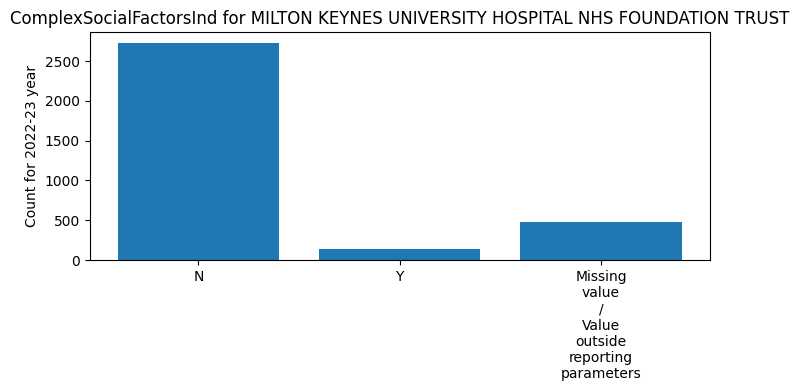 ComplexSocialFactorsInd for MILTON KEYNES UNIVERSITY HOSPITAL NHS FOUNDATION TRUST
Count for 2022-23 year
2500
2000
1500
1000
500
0
N
Y
Missing
value
/
Value
outside
reporting
parameters